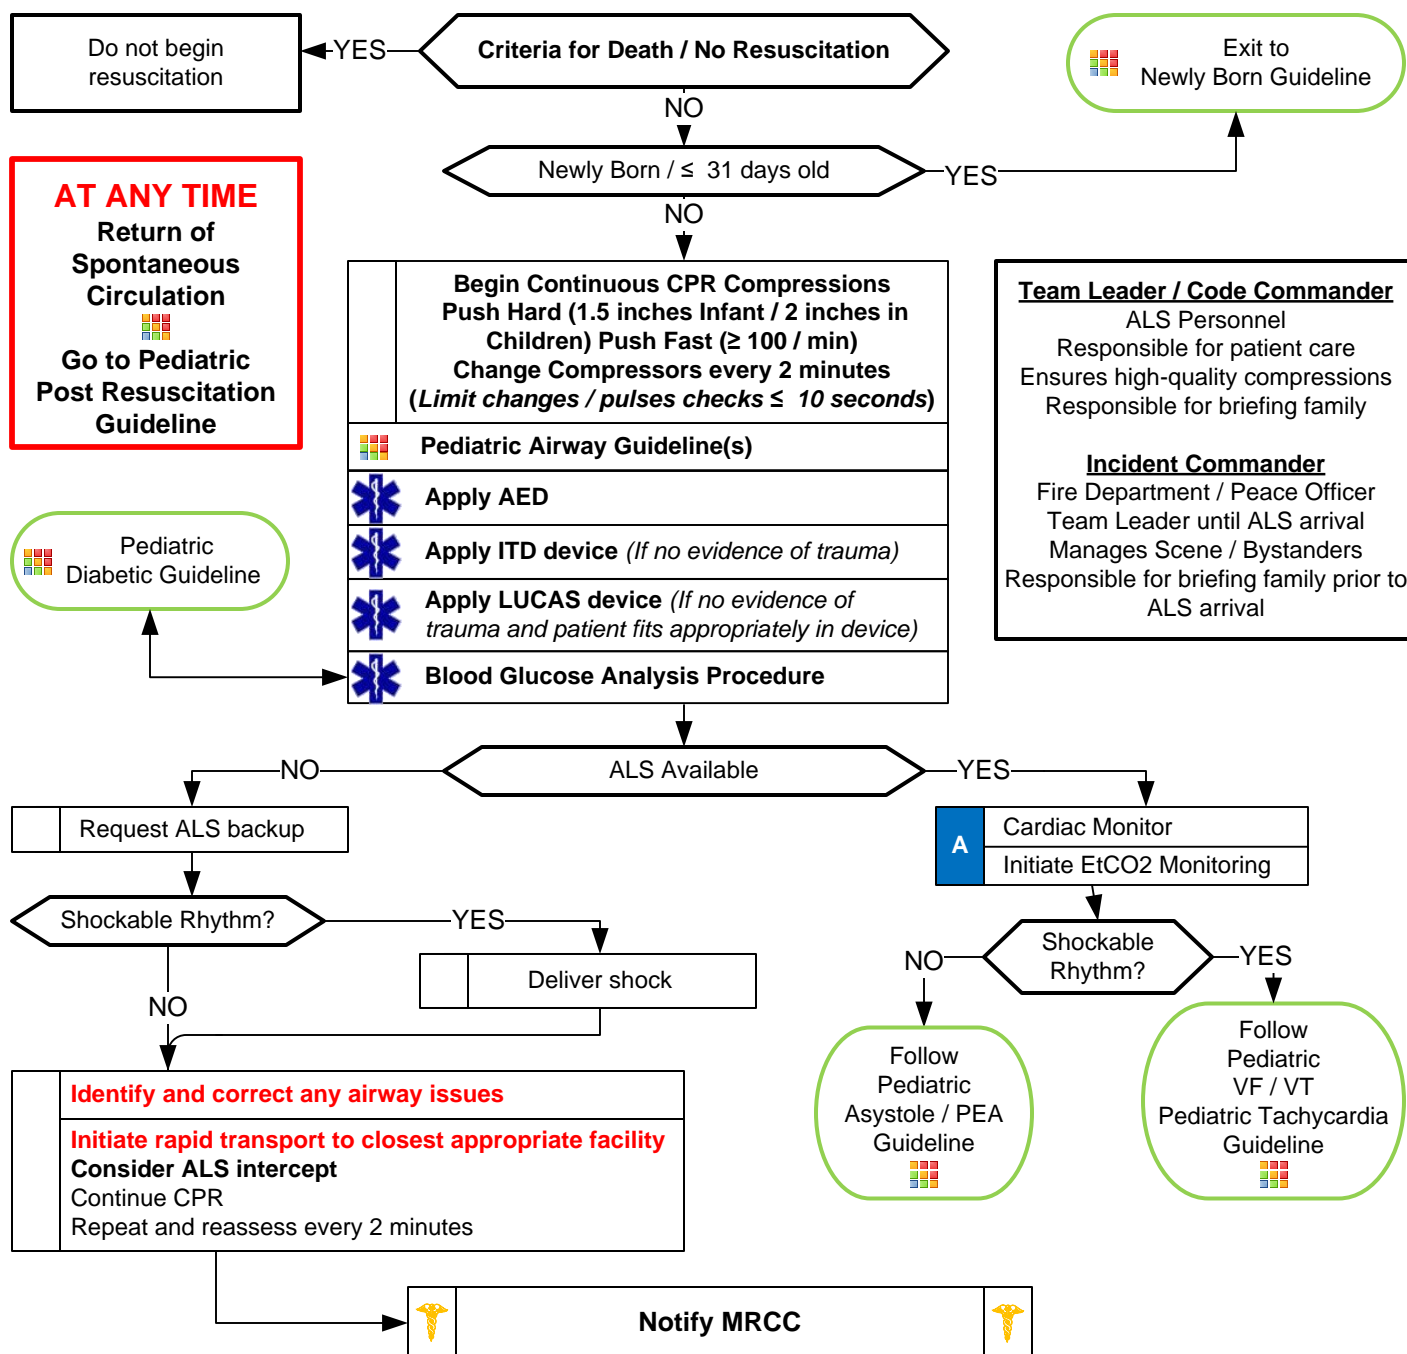 Do not begin
resuscitation
YES
Criteria for Death / No Resuscitation
Exit to
Newly Born Guideline
NO
Newly Born / ≤ 31 days old
YES
NO
AT ANY TIME
Return of
Spontaneous
Circulation
Go to Pediatric
Post Resuscitation
Guideline
Begin Continuous CPR Compressions
Push Hard (1.5 inches Infant / 2 inches in
Children) Push Fast (≥ 100 / min)
Change Compressors every 2 minutes
(Limit changes / pulses checks ≤ 10 seconds)
Pediatric Airway Guideline(s)
Apply AED
Apply ITD device (If no evidence of trauma)
Apply LUCAS device (If no evidence of
trauma and patient fits appropriately in device)
Blood Glucose Analysis Procedure
Team Leader / Code Commander
ALS Personnel
Responsible for patient care
Ensures high-quality compressions
Responsible for briefing family
Incident Commander
Fire Department / Peace Officer
Team Leader until ALS arrival
Manages Scene / Bystanders
Responsible for briefing family prior to
ALS arrival
Pediatric
Diabetic Guideline
NO
ALS Available
YES
Request ALS backup
A
Cardiac Monitor
Initiate EtCO2 Monitoring
Shockable Rhythm?
YES
Deliver shock
NO
NO
Shockable
Rhythm?
YES
Follow
Pediatric
Asystole / PEA
Guideline
Follow
Pediatric
VF / VT
Pediatric Tachycardia
Guideline
Identify and correct any airway issues
Initiate rapid transport to closest appropriate facility
Consider ALS intercept
Continue CPR
Repeat and reassess every 2 minutes
Notify MRCC